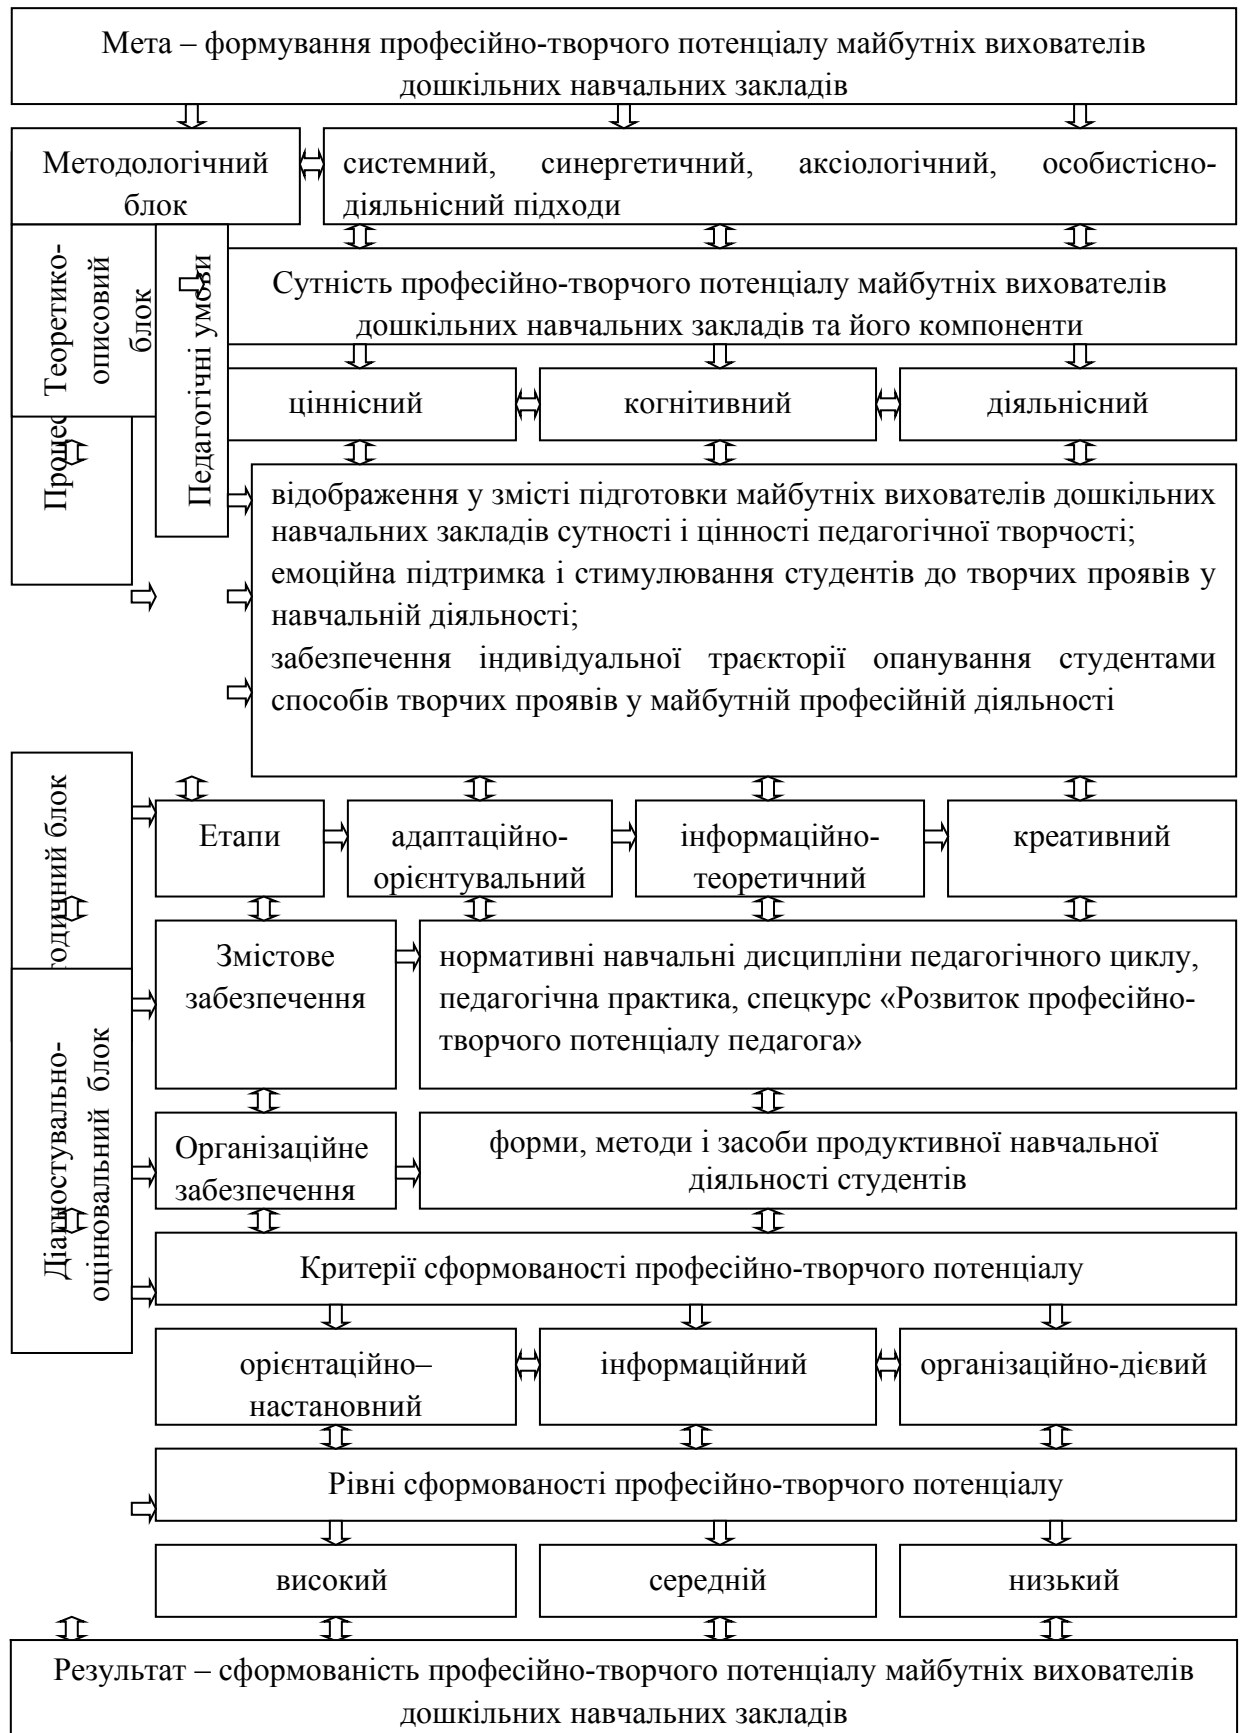 Мета – формування професійно-творчого потенціалу майбутніх вихователів
дошкільних навчальних закладів
Методологічний
блок
системний, синергетичний, аксіологічний, особистісно-
діяльнісний підходи
Теоретико-
описовий
блок
Педагогічні умови
Сутність професійно-творчого потенціалу майбутніх вихователів
дошкільних навчальних закладів та його компоненти
ціннісний
когнітивний
діяльнісний
відображення у змісті підготовки майбутніх вихователів дошкільних
навчальних закладів сутності і цінності педагогічної творчості;
емоційна підтримка і стимулювання студентів до творчих проявів у
навчальній діяльності;
забезпечення індивідуальної траєкторії опанування студентами
способів творчих проявів у майбутній професійній діяльності
одичний блок
Етапи
адаптаційно-
орієнтувальний
інформаційно-
теоретичний
креативний
Змістове
забезпечення
нормативні навчальні дисципліни педагогічного циклу,
педагогічна практика, спецкурс «Розвиток професійно-
творчого потенціалу педагога»
Діагностувально-
оцінювальний блок
Організаційне
забезпечення
форми, методи і засоби продуктивної навчальної
діяльності студентів
Критерії сформованості професійно-творчого потенціалу
орієнтаційно–
настановний
інформаційний
організаційно-дієвий
Рівні сформованості професійно-творчого потенціалу
високий
середній
низький
Результат – сформованість професійно-творчого потенціалу майбутніх вихователів
дошкільних навчальних закладів